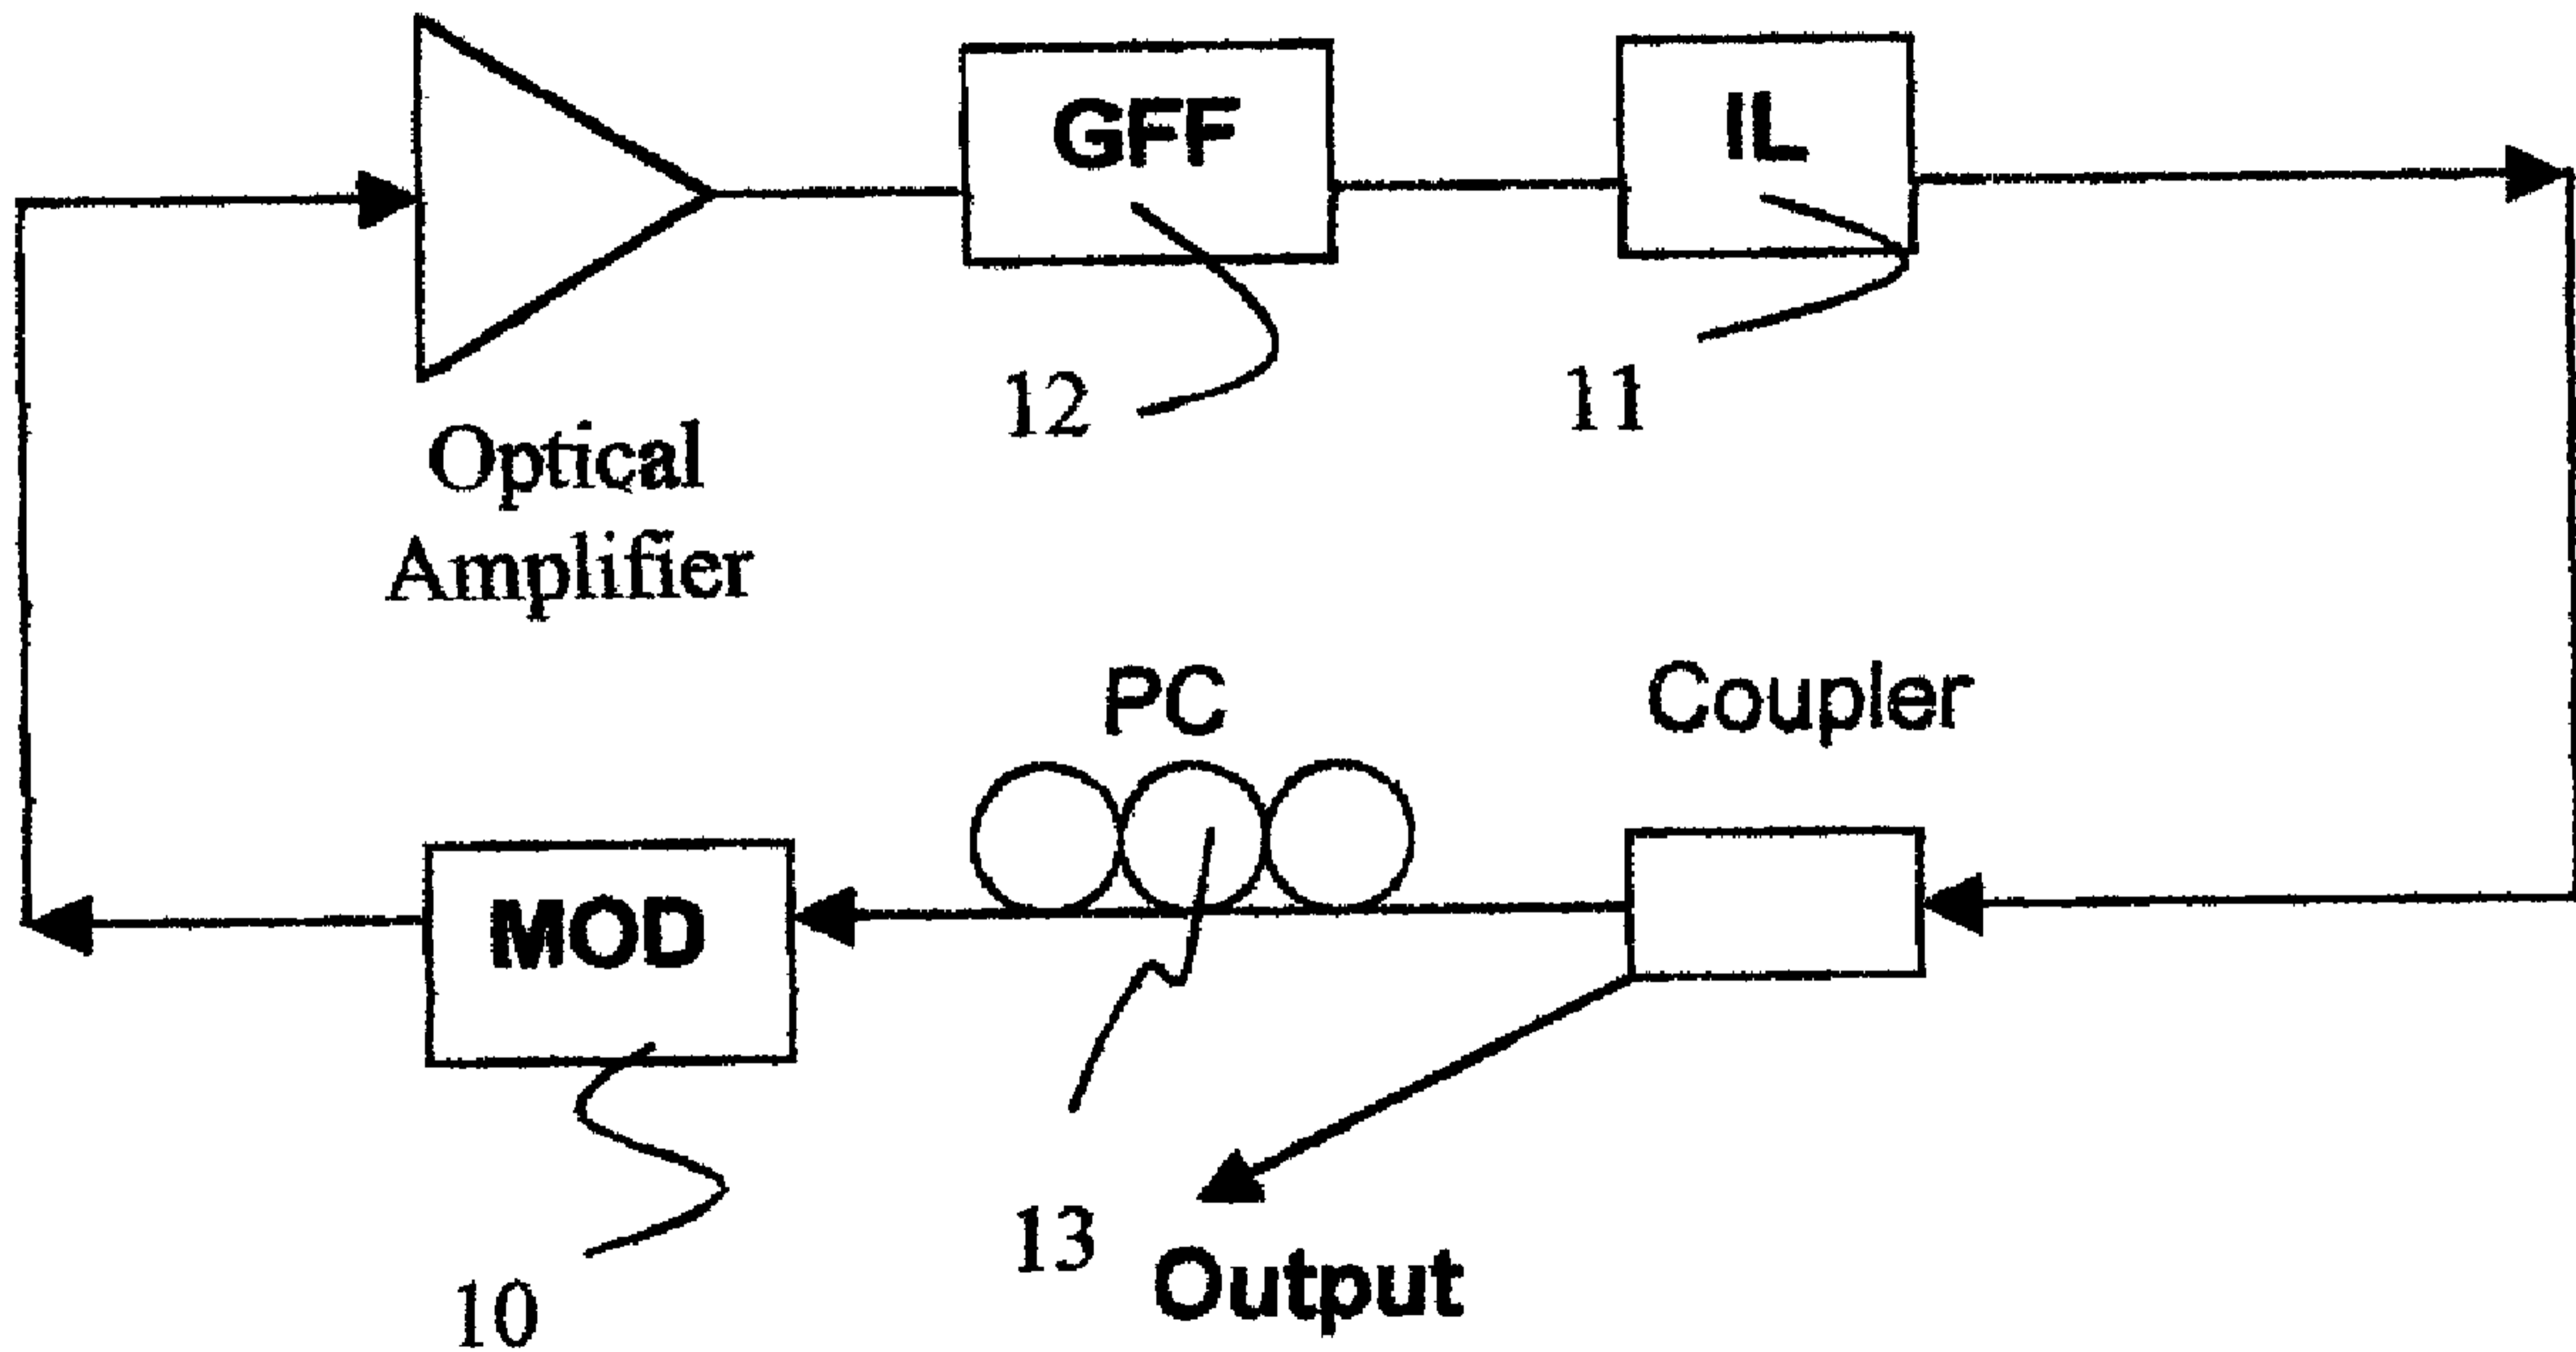 GFF
IL
12
11
Optical
Amplifier
PC
Coupler
MOD
13
Output
10